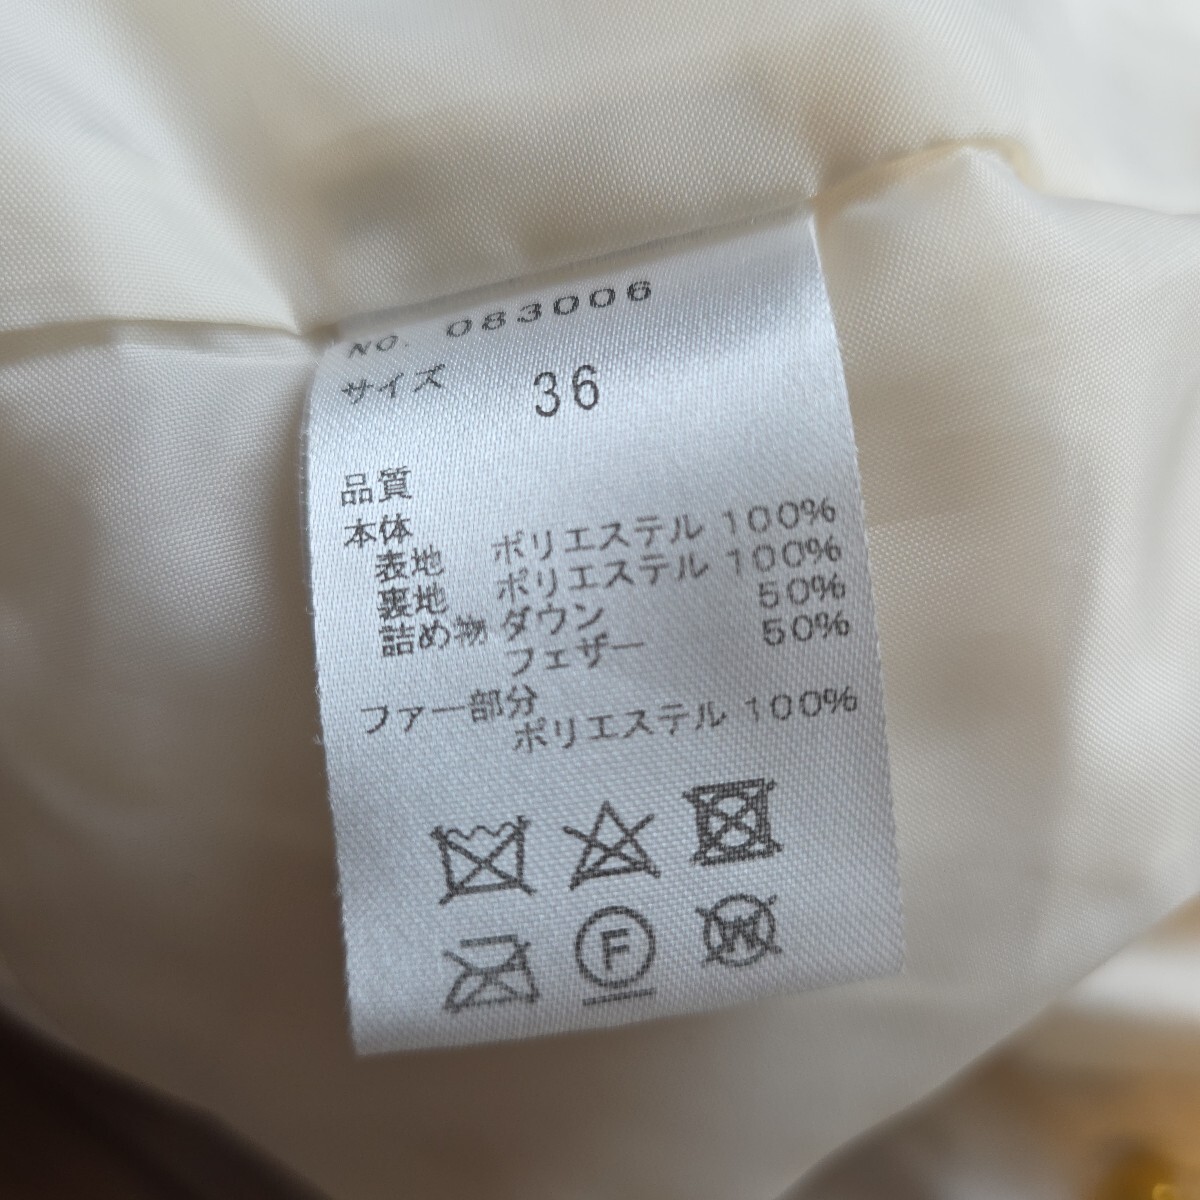 NO. 083006
サイズ 36
品質
本体
表地 ポリエステル 100%
裏地 ポリエステル 100%
詰め物 ダウン 50%
フェザー 50%
ファー部分
ポリエステル 100%
F W